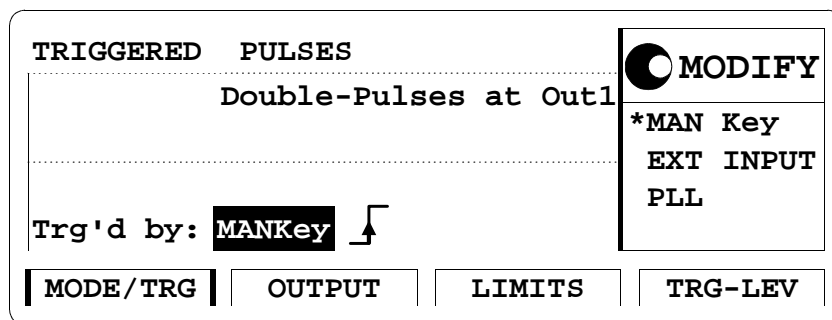 TRIGGERED PULSES
MODIFY
Double-Pulses at Out1
*MAN Key
EXT INPUT
PLL
Trg'd by: MANKey
MODE/TRG OUTPUT LIMITS TRG-LEV